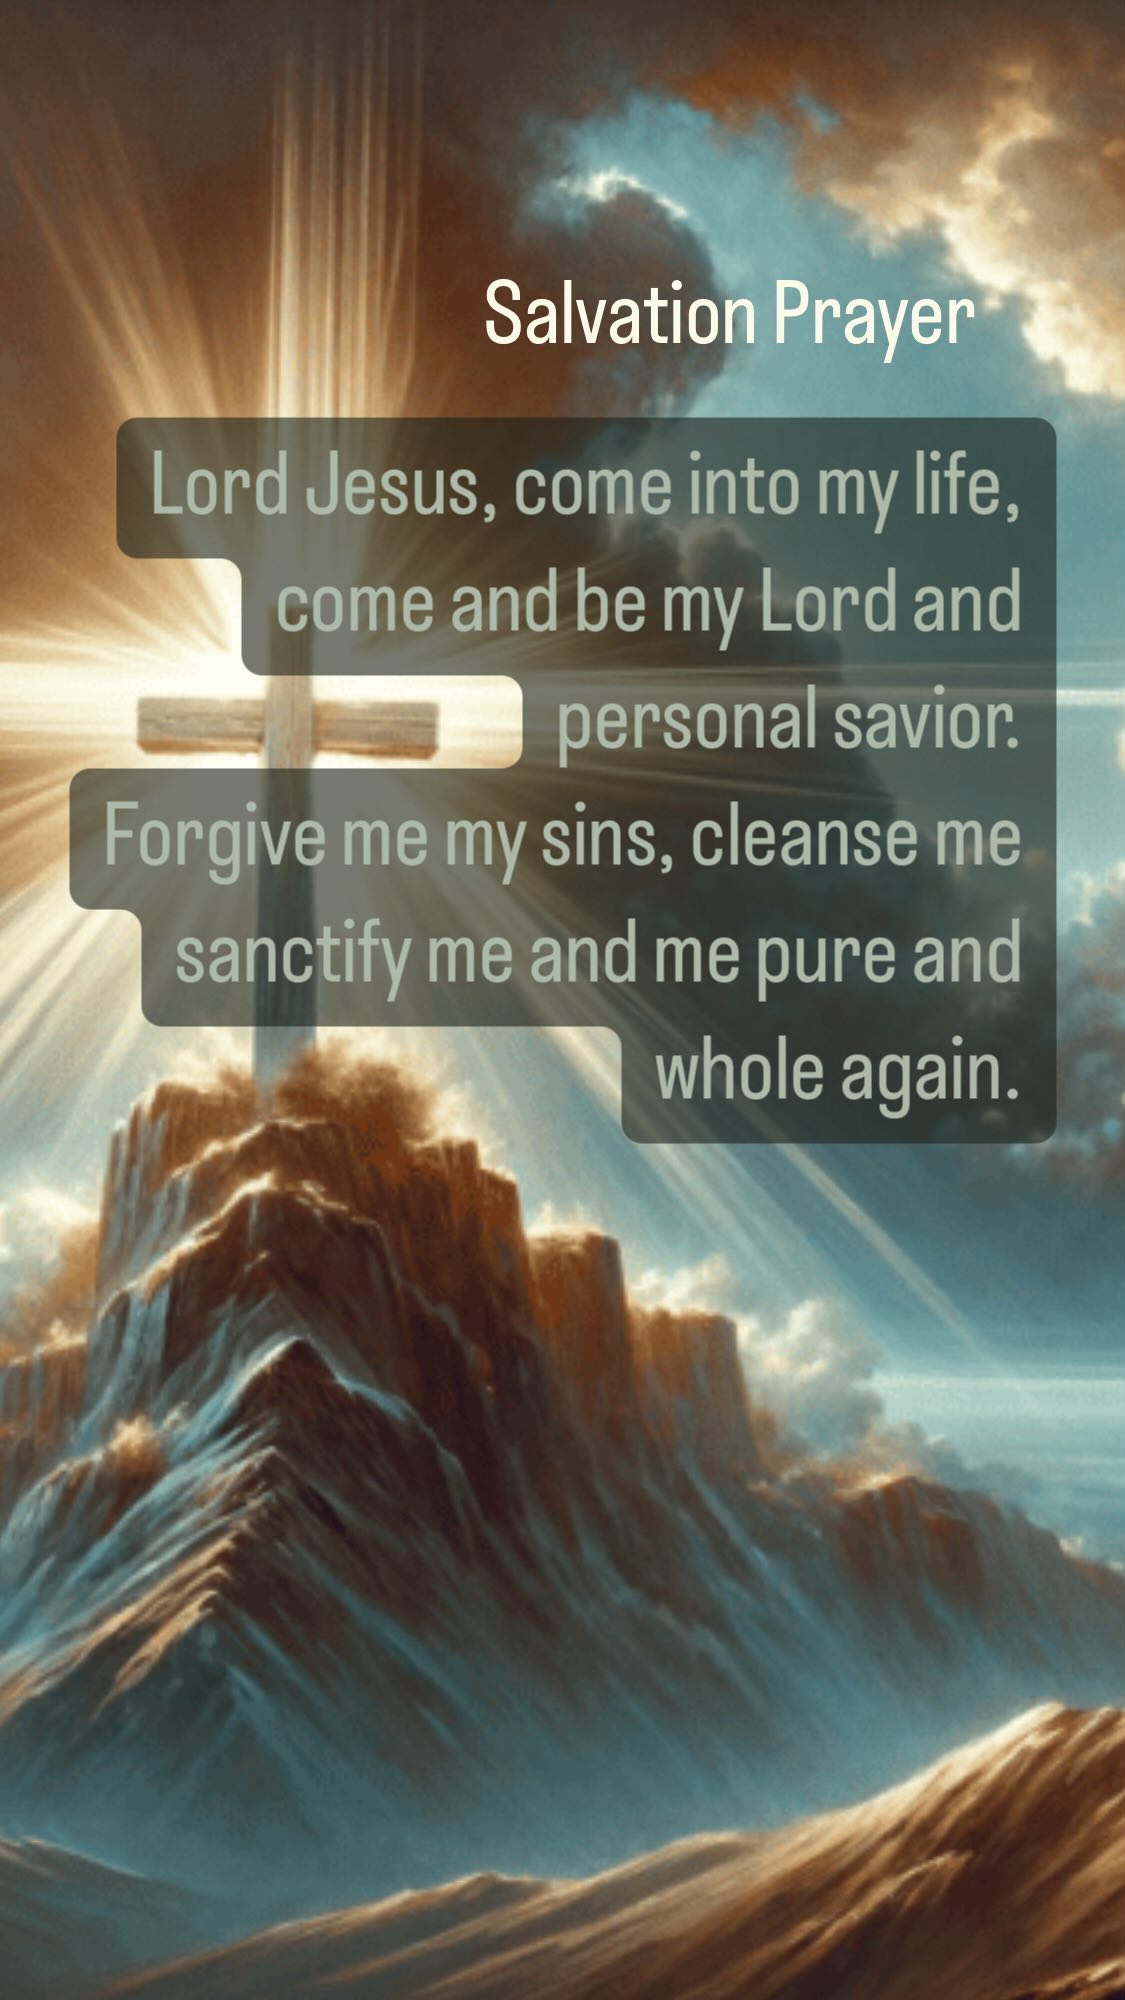 Salvation Prayer
Lord Jesus, come into my life,
come and be my Lord and
personal savior.
Forgive me my sins, cleanse me
sanctify me and me pure and
whole again.